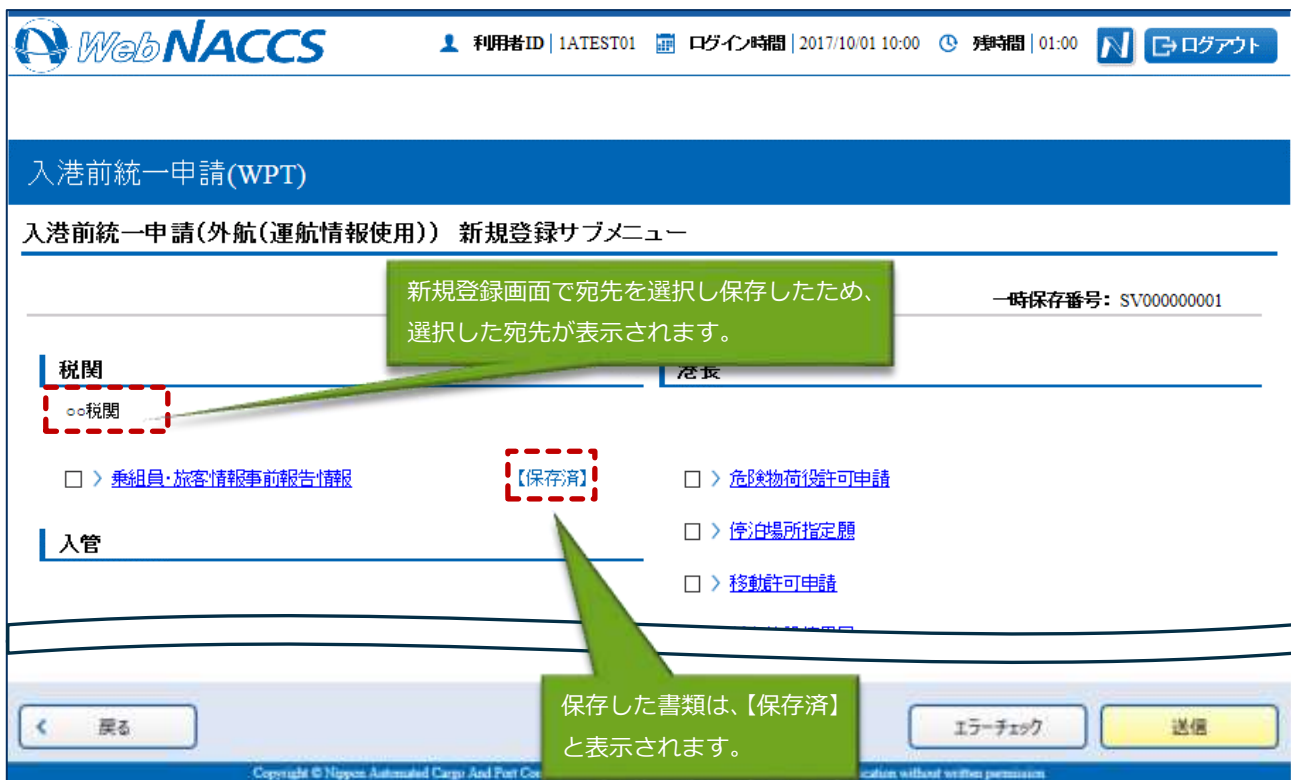 WebNACCS
利用者ID | 1ATEST01 ログイン時間 | 2017/10/01 10:00 残時間 | 01:00 N ログアウト
入港前統一申請(WPT)
入港前統一申請(外航(運航情報使用)) 新規登録サブメニュー
新規登録画面で宛先を選択し保存したため、
選択した宛先が表示されます。
一時保存番号: SV000000001
税関
○○税関
> 乗組員・旅客情報事前報告情報 【保存済】
入管
港長
> 危険物荷役許可申請
> 停泊場所指定願
> 移動許可申請
保存した書類は、【保存済】
と表示されます。
< 戻る
エラーチェック
送信
Copyright © Nippon Automated Cargo And Port
without written permission